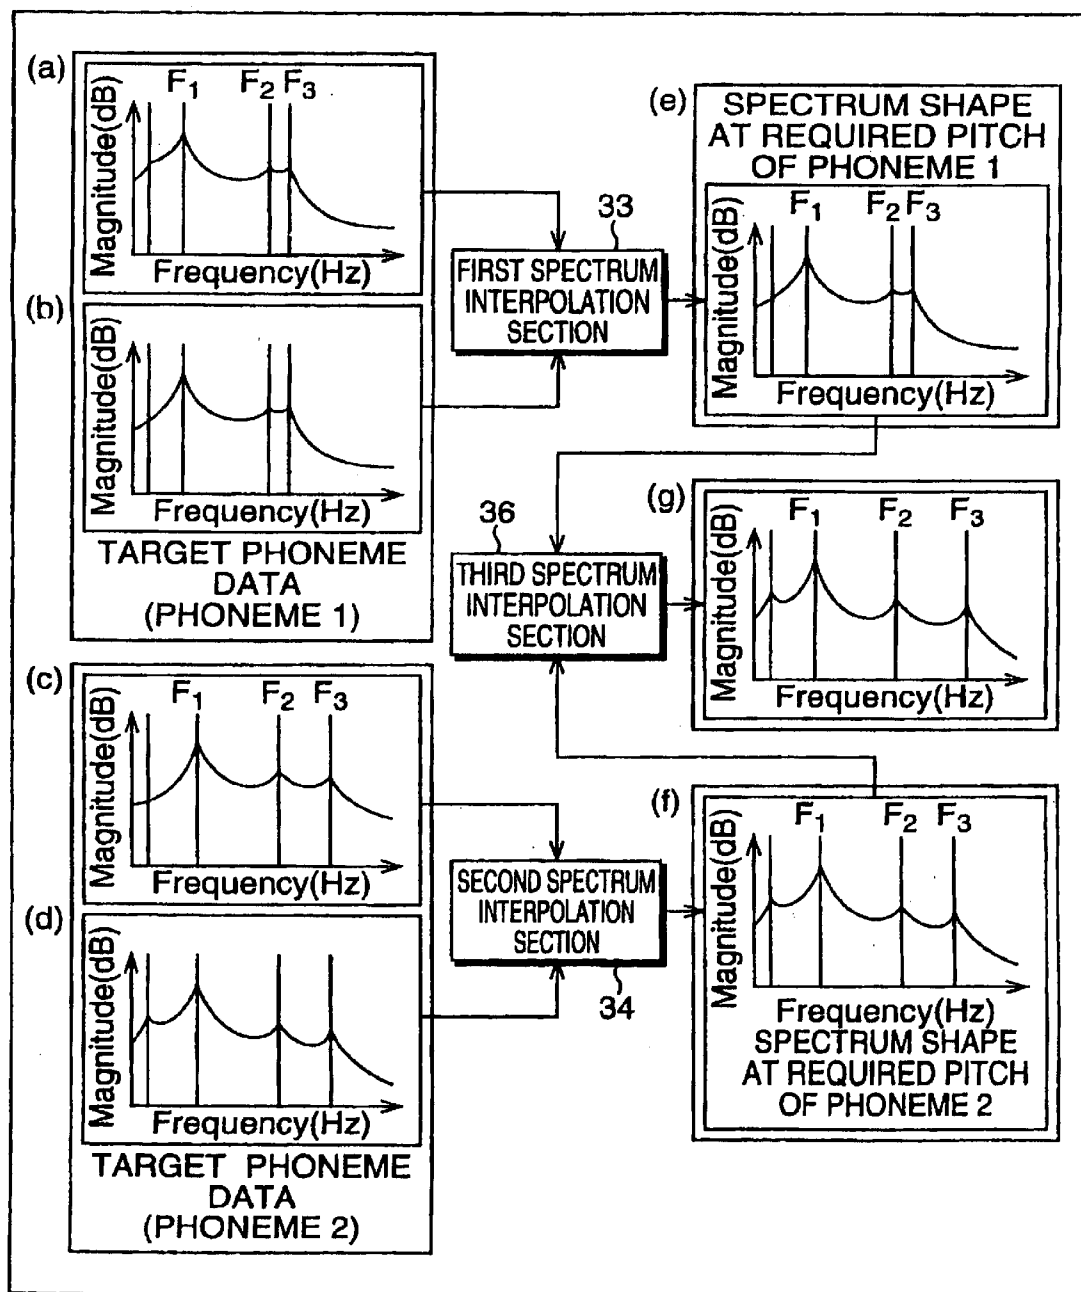 (a)
F1 F2 F3
Magnitude(dB)
Frequency(Hz)
(b)
Magnitude(dB)
Frequency(Hz)
TARGET PHONEME
DATA
(PHONEME 1)
(c)
F1 F2 F3
Magnitude(dB)
Frequency(Hz)
(d)
Magnitude(dB)
Frequency(Hz)
TARGET PHONEME
DATA
(PHONEME 2)
33
FIRST SPECTRUM
INTERPOLATION
SECTION
36
THIRD SPECTRUM
INTERPOLATION
SECTION
SECOND SPECTRUM
INTERPOLATION
SECTION
34
(e)
SPECTRUM SHAPE
AT REQUIRED PITCH
OF PHONEME 1
F1 F2 F3
Magnitude(dB)
Frequency(Hz)
(g)
F1 F2 F3
Magnitude(dB)
Frequency(Hz)
(f)
F1 F2 F3
Magnitude(dB)
Frequency(Hz)
SPECTRUM SHAPE
AT REQUIRED PITCH
OF PHONEME 2